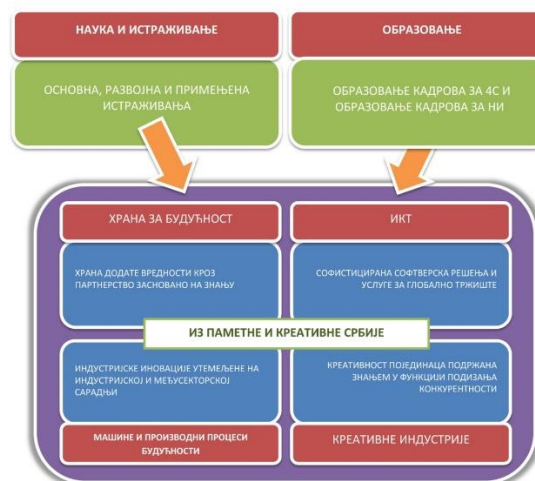 НАУКА И ИСТРАЖИВАЊЕ
ОБРАЗОВАЊЕ
ОСНОВНА, РАЗВОЈНА И ПРИМЕЊЕНА
ИСТРАЖИВАЊА
ОБРАЗОВАЊЕ КАДРОВА ЗА 4С И
ОБРАЗОВАЊЕ КАДРОВА ЗА НИ
ХРАНА ЗА БУДУЋНОСТ
ИКТ
ХРАНА ДОДАТЕ ВРЕДНОСТИ КРОЗ
ПАРТНЕРСТВО ЗАСНОВАНО НА ЗНАЊУ
СОФИСТИЦИРАНА СОФТВЕРСКА РЕШЕЊА И
УСЛУГЕ ЗА ГЛОБАЛНО ТРЖИШТЕ
ИЗ ПАМЕТНЕ И КРЕАТИВНЕ СРБИЈЕ
ИНДУСТРИЈСКЕ ИНОВАЦИЈЕ УТЕМЕЉЕНЕ НА
ИНДУСТРИЈСКОЈ И МЕЂУСЕКТОРСКОЈ
САРАДЊИ
КРЕАТИВНОСТ ПОЈЕДИНАЦА ПОДРЖАНА
ЗНАЊЕМ У ФУНКЦИЈИ ПОДИЗАЊА
КОНКУРЕНТНОСТИ
МАШИНЕ И ПРОИЗВОДНИ ПРОЦЕСИ
БУДУЋНОСТИ
КРЕАТИВНЕ ИНДУСТРИЈЕ